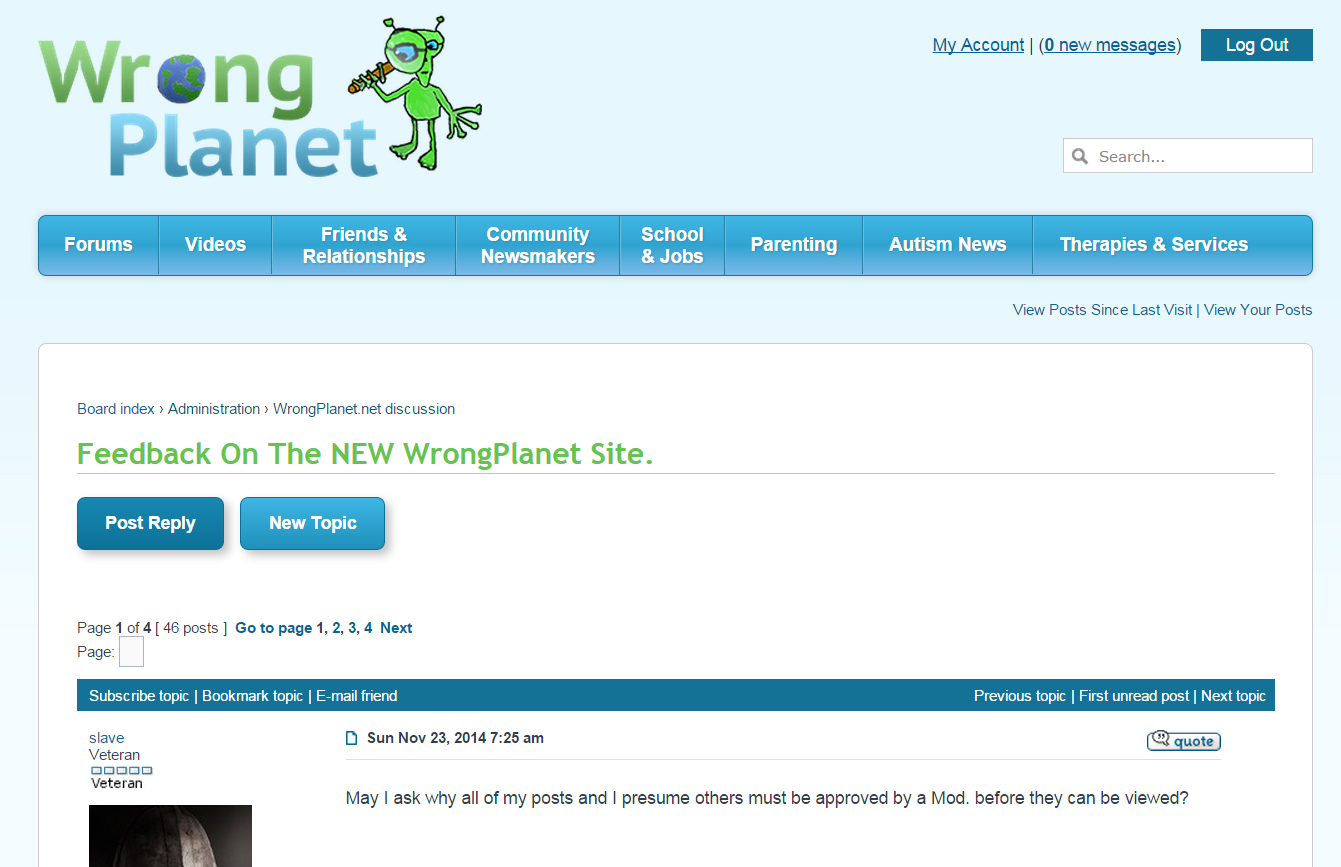 Wrong
Planet
My Account | (0 new messages)
Log Out
Search...
Forums
Videos
Friends &
Relationships
Community
Newsmakers
School
& Jobs
Parenting
Autism News
Therapies & Services
View Posts Since Last Visit | View Your Posts
Board index › Administration › WrongPlanet.net discussion
Feedback On The NEW WrongPlanet Site.
Post Reply
New Topic
Page 1 of 4 [ 46 posts ] Go to page 1, 2, 3, 4 Next
Page:
Subscribe topic | Bookmark topic | E-mail friend
Previous topic | First unread post | Next topic
slave
Veteran
Veteran
Sun Nov 23, 2014 7:25 am
quote
May I ask why all of my posts and I presume others must be approved by a Mod. before they can be viewed?